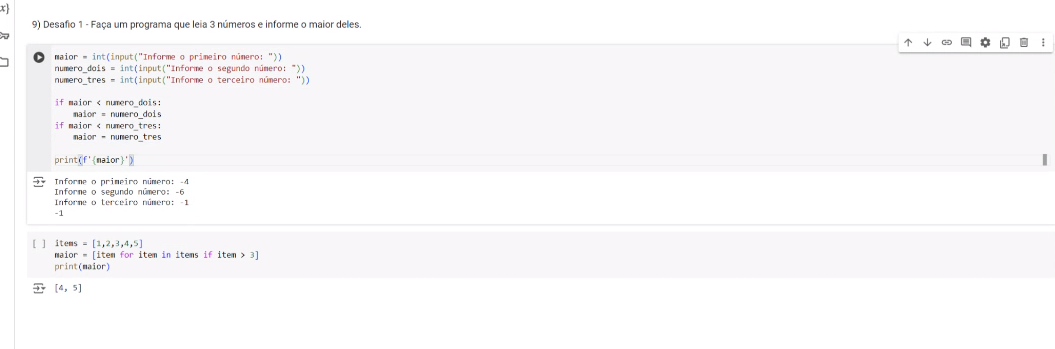 9) Desafio 1 - Faça um programa que leia 3 números e informe o maior deles.
maior = int(input("Informe o primeiro número: "))
numero_dois = int(input("Informe o segundo número: "))
numero_tres = int(input("Informe o terceiro número: "))
if maior < numero_dois:
    maior = numero_dois
if maior < numero_tres:
    maior = numero_tres
print(f'{maior}')
Informe o primeiro número: -4
Informe o segundo número: -6
Informe o terceiro número: -1
-1
[ ] items = [1,2,3,4,5]
maior = [item for item in items if item > 3]
print(maior)
[4, 5]